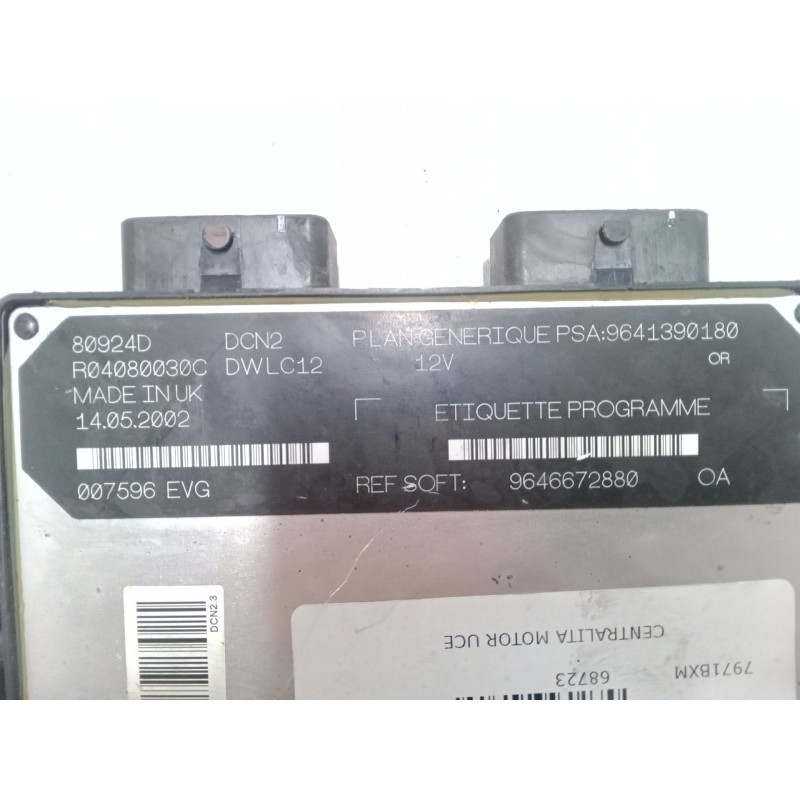 80924D DCN2 PLAN GENERIQUE PSA:9641390180
R04080030C DWLC12 12V OR
MADE IN UK
14.05.2002 ETIQUETTE PROGRAMME
007596 EVG REF SOFT: 9646672880 OA
DCN2.3
CENTRALITA MOTOR UCE
7971BXM
68723